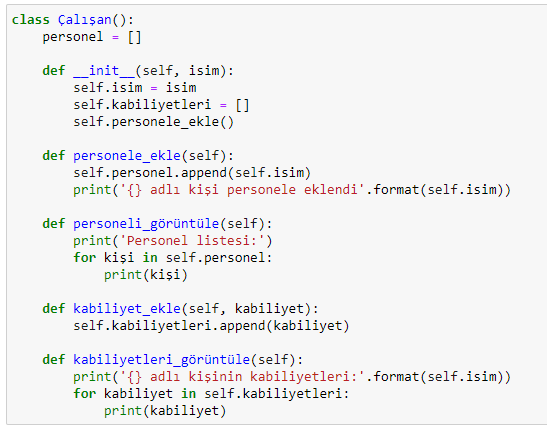 class Çalışan():
    personel = []

    def __init__(self, isim):
        self.isim = isim
        self.kabiliyetleri = []
        self.personele_ekle()

    def personele_ekle(self):
        self.personel.append(self.isim)
        print('{} adlı kişi personele eklendi'.format(self.isim))

    def personeli_görüntüle(self):
        print('Personel listesi:')
        for kişi in self.personel:
            print(kişi)

    def kabiliyet_ekle(self, kabiliyet):
        self.kabiliyetleri.append(kabiliyet)

    def kabiliyetleri_görüntüle(self):
        print('{} adlı kişinin kabiliyetleri:'.format(self.isim))
        for kabiliyet in self.kabiliyetleri:
            print(kabiliyet)